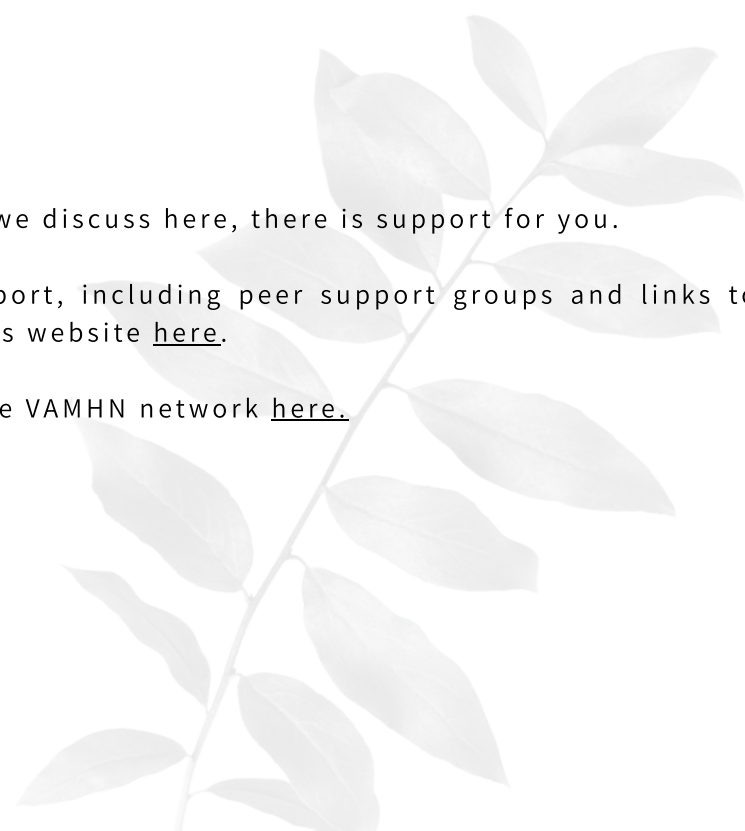 we discuss here, there is support for you.
port, including peer support groups and links to
s website here.
e VAMHN network here.